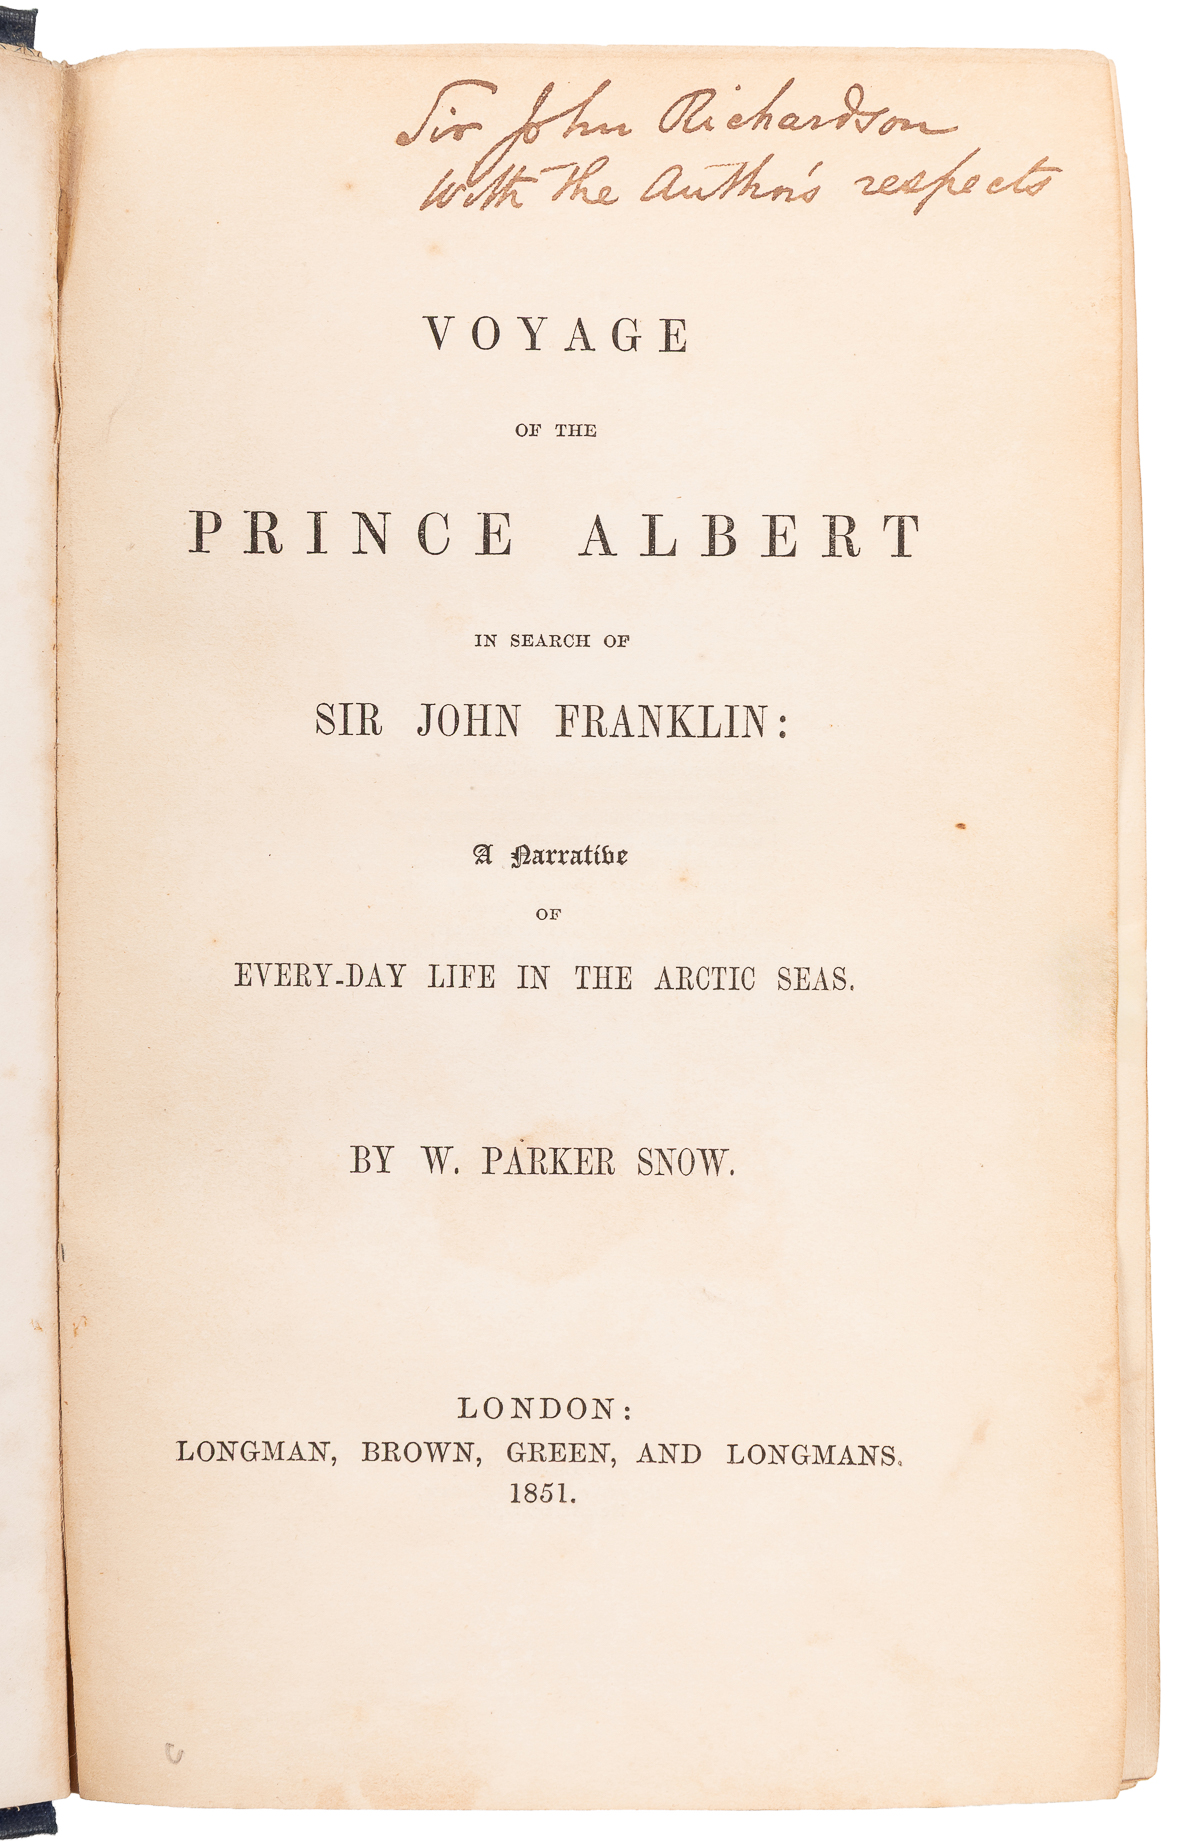 Sir John Richardson
With the Author's respects
VOYAGE
OF THE
PRINCE ALBERT
IN SEARCH OF
SIR JOHN FRANKLIN:
A Narrative
OF
EVERY-DAY LIFE IN THE ARCTIC SEAS.
BY W. PARKER SNOW.
LONDON:
LONGMAN, BROWN, GREEN, AND LONGMANS.
1851.